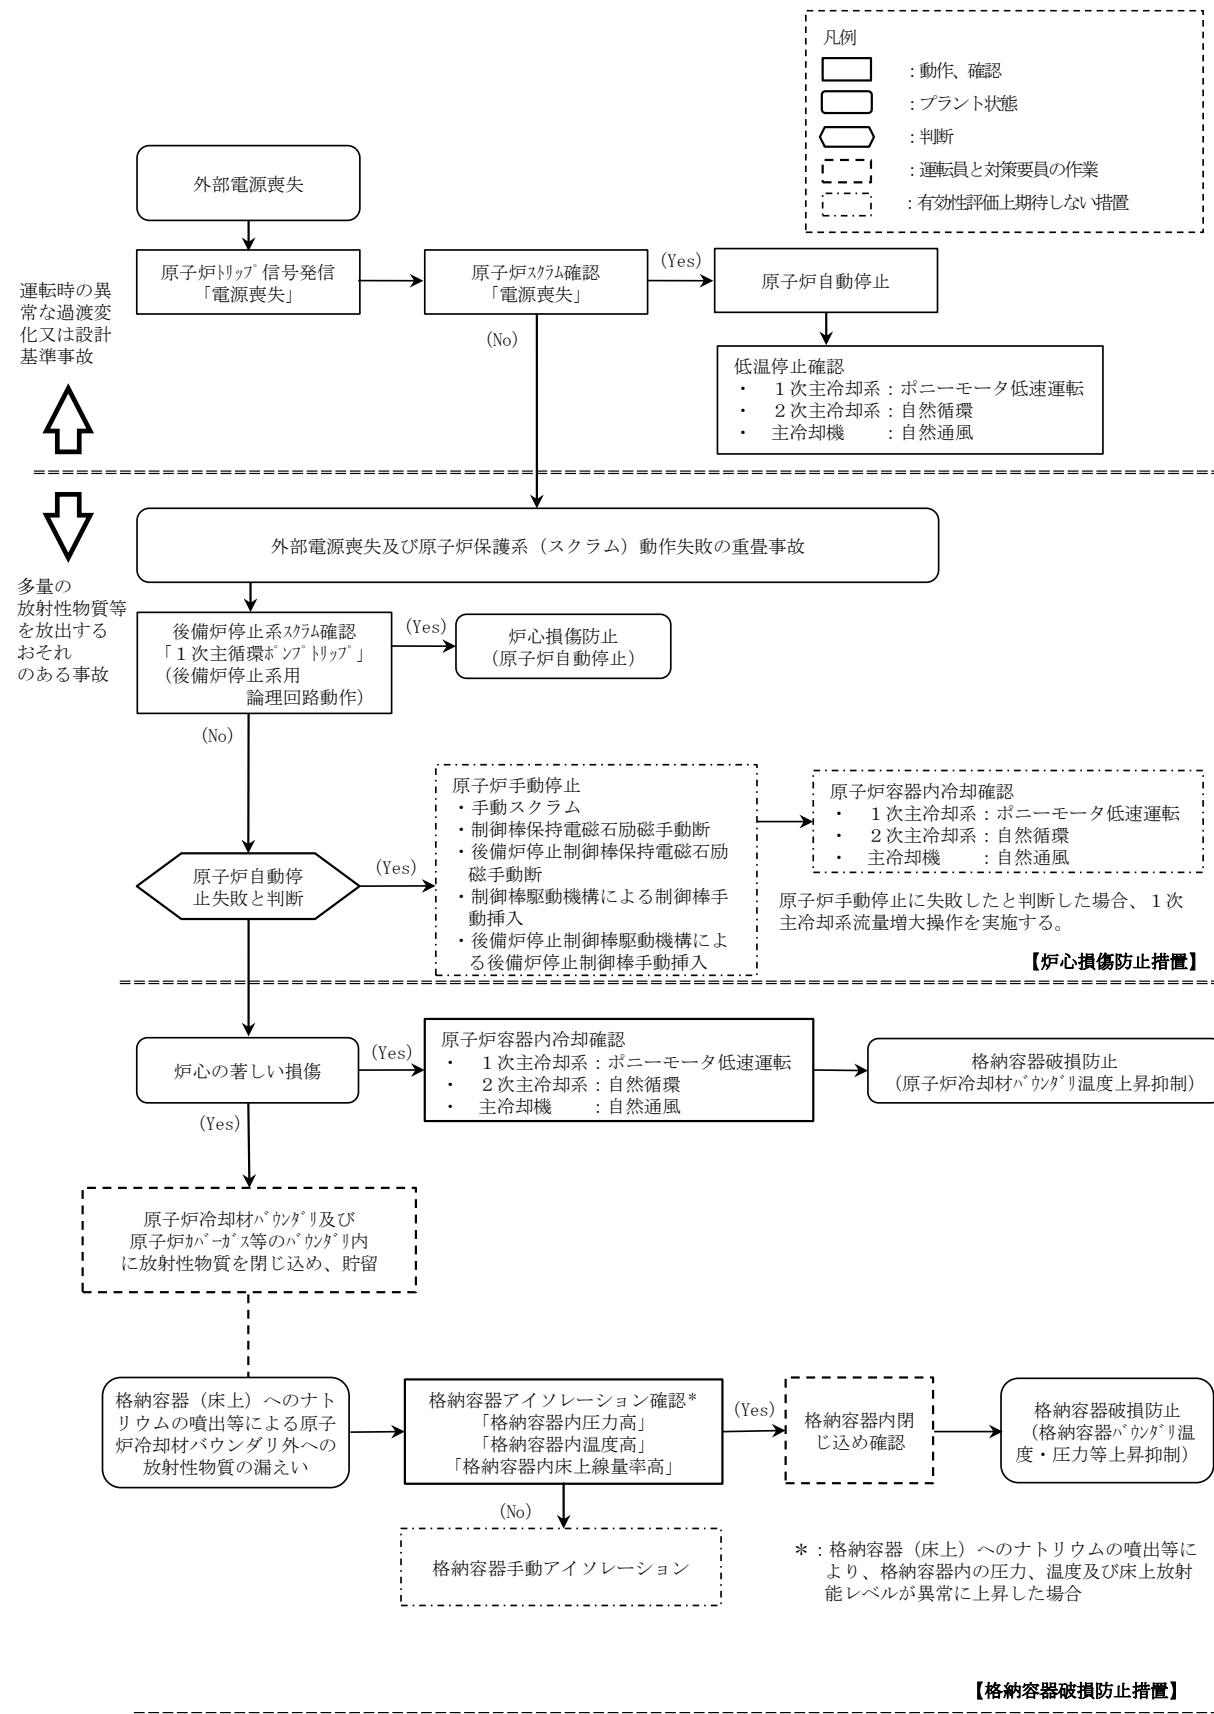 凡例
：動作、確認
：プラント状態
：判断
：運転員と対策要員の作業
：有効性評価上期待しない措置
外部電源喪失
原子炉ﾄﾘｯﾌﾟ信号発信
「電源喪失」
原子炉ｽｸﾗﾑ確認
「電源喪失」
(Yes)
原子炉自動停止
(No)
運転時の異
常な過渡変
化又は設計
基準事故
低温停止確認
・　１次主冷却系：ポニーモータ低速運転
・　２次主冷却系：自然循環
・　主冷却機　　：自然通風
外部電源喪失及び原子炉保護系（スクラム）動作失敗の重畳事故
多量の
放射性物質等
を放出する
おそれ
のある事故
後備炉停止系ｽｸﾗﾑ確認
「１次主循環ﾎﾟﾝﾌﾟﾄﾘｯﾌﾟ」
（後備炉停止系用
論理回路動作）
(Yes)
炉心損傷防止
（原子炉自動停止）
(No)
原子炉自動停
止失敗と判断
(Yes)
原子炉手動停止
・手動スクラム
・制御棒保持電磁石励磁手動断
・後備炉停止制御棒保持電磁石励
磁手動断
・制御棒駆動機構による制御棒手
動挿入
・後備炉停止制御棒駆動機構によ
る後備炉停止制御棒手動挿入
原子炉容器内冷却確認
・　１次主冷却系：ポニーモータ低速運転
・　２次主冷却系：自然循環
・　主冷却機　　：自然通風
原子炉手動停止に失敗したと判断した場合、１次
主冷却系流量増大操作を実施する。
【炉心損傷防止措置】
炉心の著しい損傷
(Yes)
原子炉容器内冷却確認
・　１次主冷却系：ポニーモータ低速運転
・　２次主冷却系：自然循環
・　主冷却機　　：自然通風
格納容器破損防止
（原子炉冷却材ﾊﾞｳﾝﾀﾞﾘ温度上昇抑制）
(Yes)
原子炉冷却材ﾊﾞｳﾝﾀﾞﾘ及び
原子炉ｶﾊﾞｰｶﾞｽ等のﾊﾞｳﾝﾀﾞﾘ内
に放射性物質を閉じ込め、貯留
格納容器（床上）へのナト
リウムの噴出等による原子
炉冷却材バウンダリ外への
放射性物質の漏えい
格納容器アイソレーション確認*
「格納容器内圧力高」
「格納容器内温度高」
「格納容器内床上線量率高」
(Yes)
格納容器内閉
じ込め確認
格納容器破損防止
（格納容器ﾊﾞｳﾝﾀﾞﾘ温
度・圧力等上昇抑制）
(No)
格納容器手動アイソレーション
＊：格納容器（床上）へのナトリウムの噴出等に
より、格納容器内の圧力、温度及び床上放射
能レベルが異常に上昇した場合
【格納容器破損防止措置】